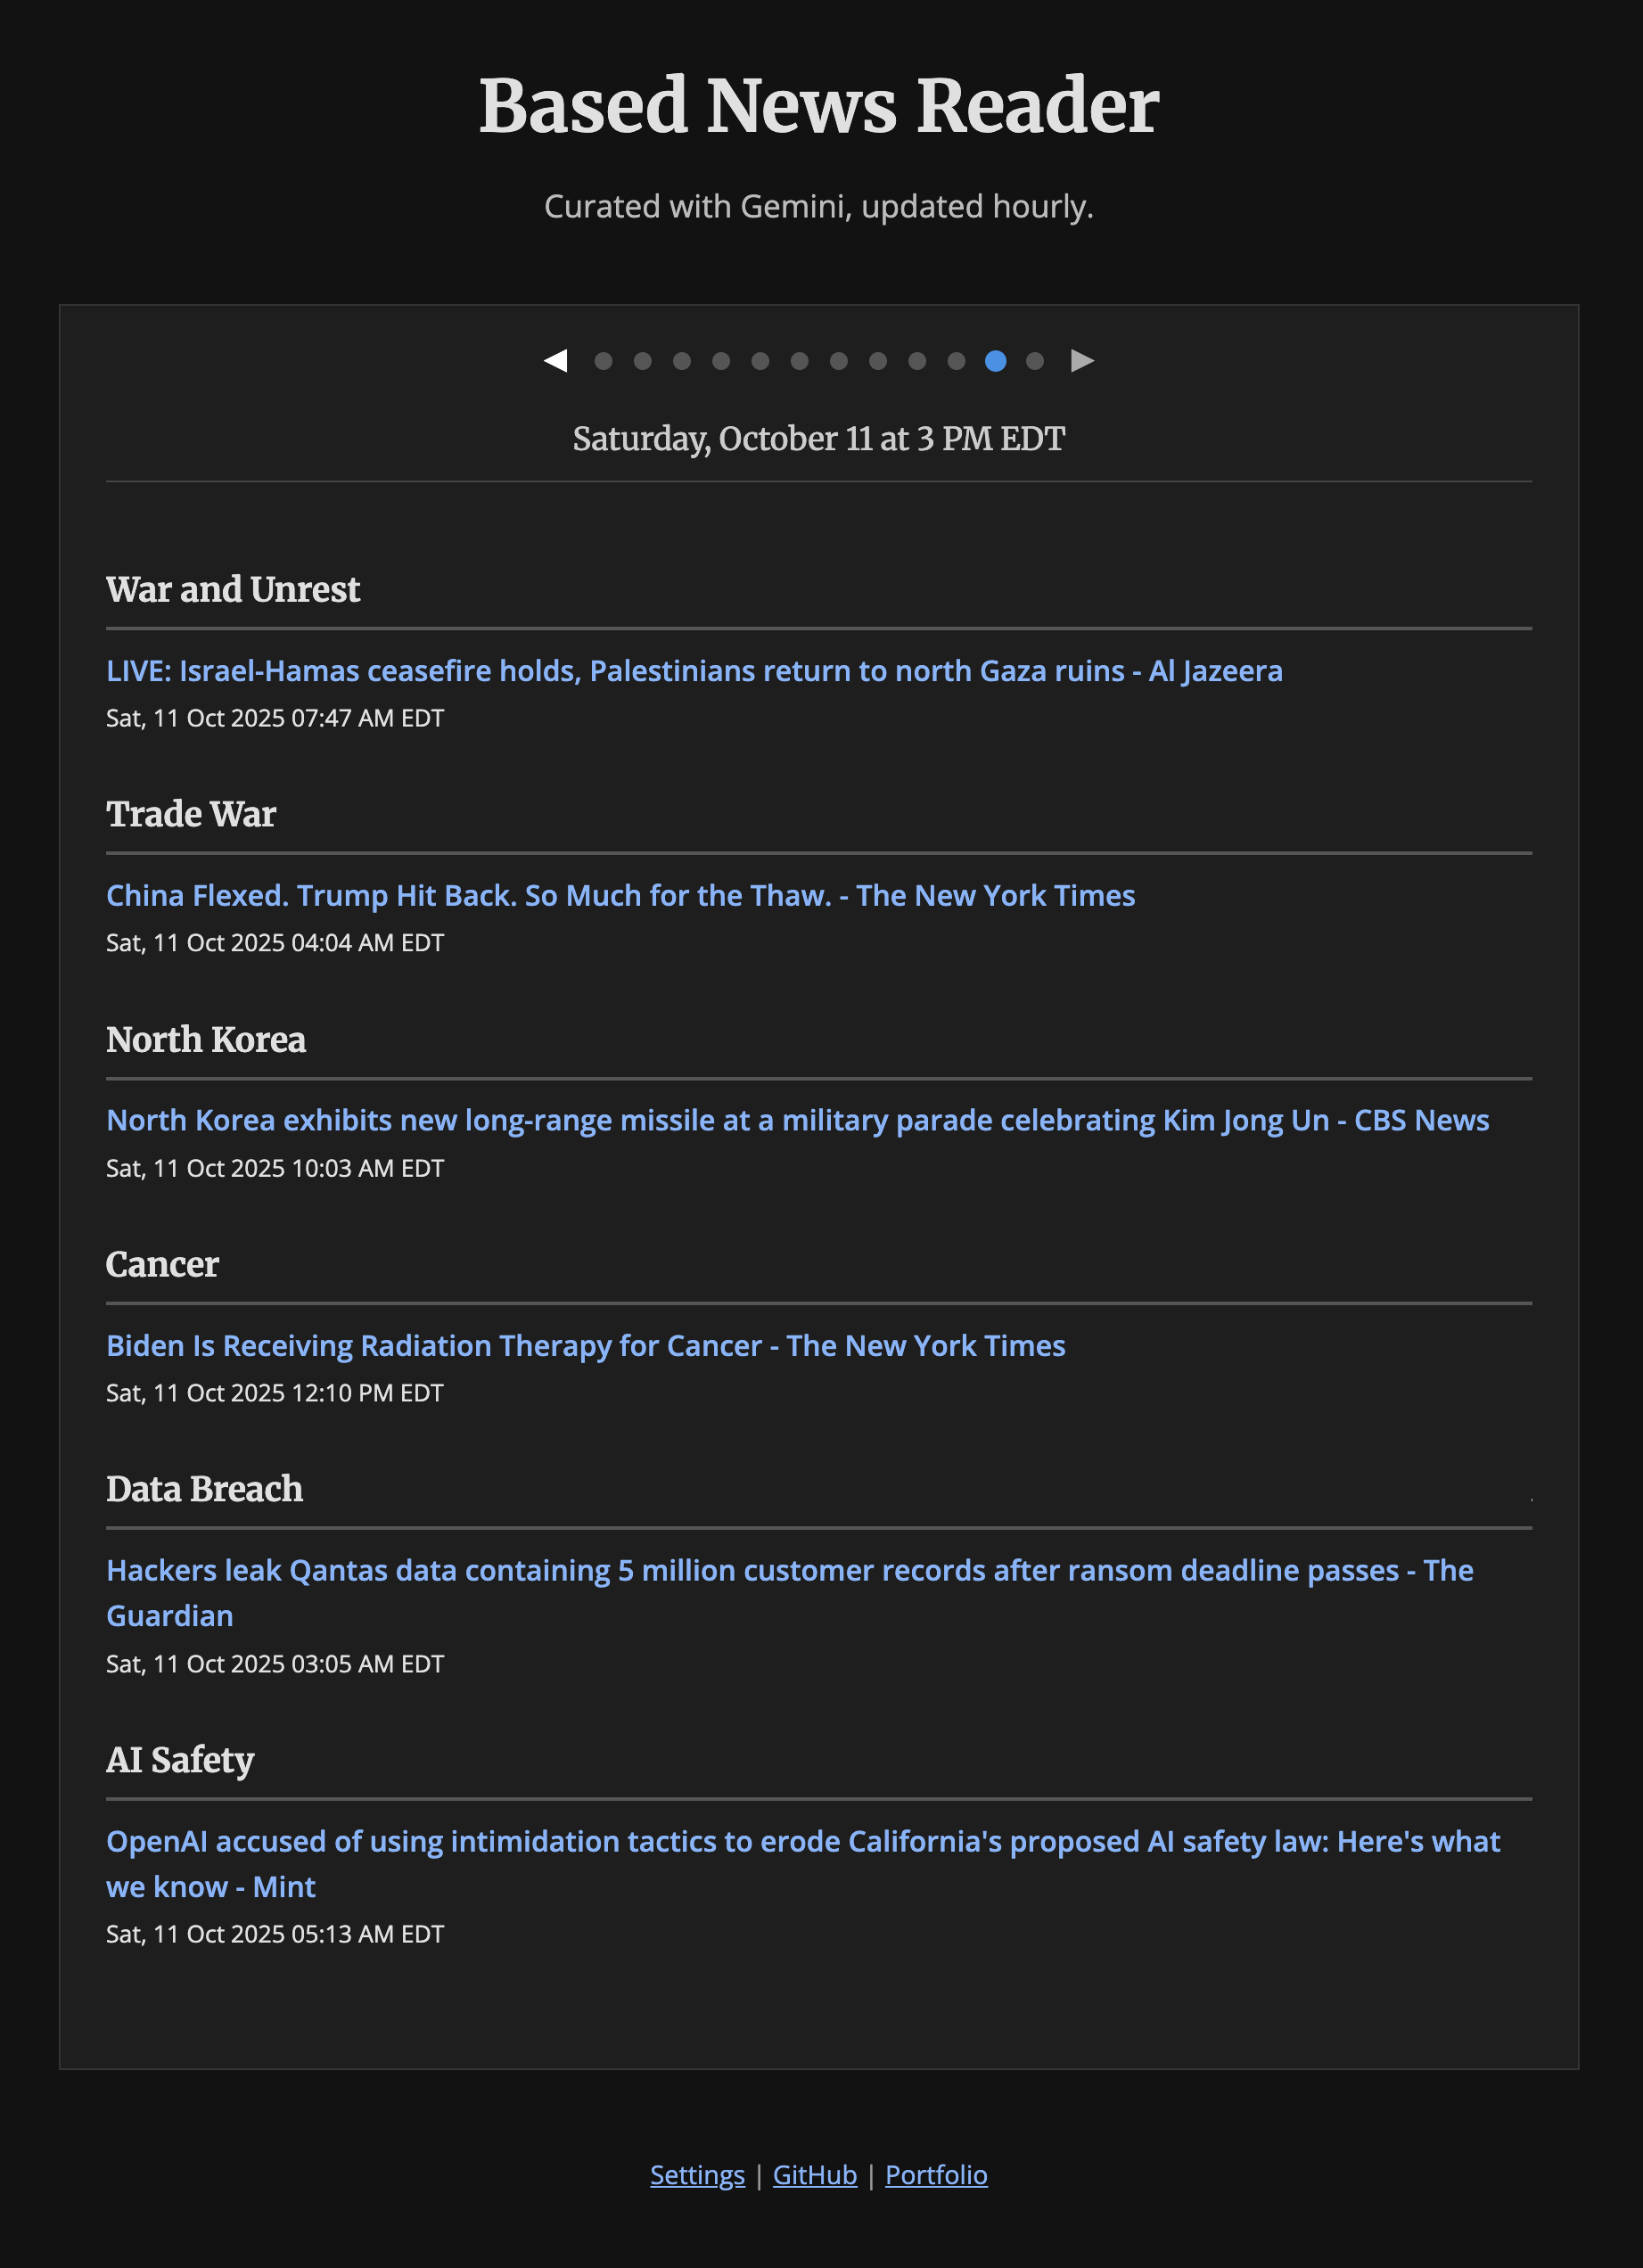 Based News Reader
Curated with Gemini, updated hourly.
Saturday, October 11 at 3 PM EDT
War and Unrest
LIVE: Israel-Hamas ceasefire holds, Palestinians return to north Gaza ruins - Al Jazeera
Sat, 11 Oct 2025 07:47 AM EDT
Trade War
China Flexed. Trump Hit Back. So Much for the Thaw. - The New York Times
Sat, 11 Oct 2025 04:04 AM EDT
North Korea
North Korea exhibits new long-range missile at a military parade celebrating Kim Jong Un - CBS News
Sat, 11 Oct 2025 10:03 AM EDT
Cancer
Biden Is Receiving Radiation Therapy for Cancer - The New York Times
Sat, 11 Oct 2025 12:10 PM EDT
Data Breach
Hackers leak Qantas data containing 5 million customer records after ransom deadline passes - The
Guardian
Sat, 11 Oct 2025 03:05 AM EDT
AI Safety
OpenAI accused of using intimidation tactics to erode California's proposed AI safety law: Here's what
we know - Mint
Sat, 11 Oct 2025 05:13 AM EDT
Settings | GitHub | Portfolio